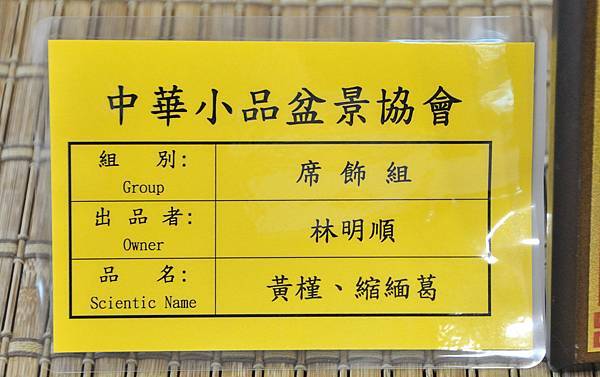 中華小品盆景協會
組 別: 席飾組
Group
出品者: 林明順
Owner
品 名: 黃槿、縮緬葛
Scientic Name